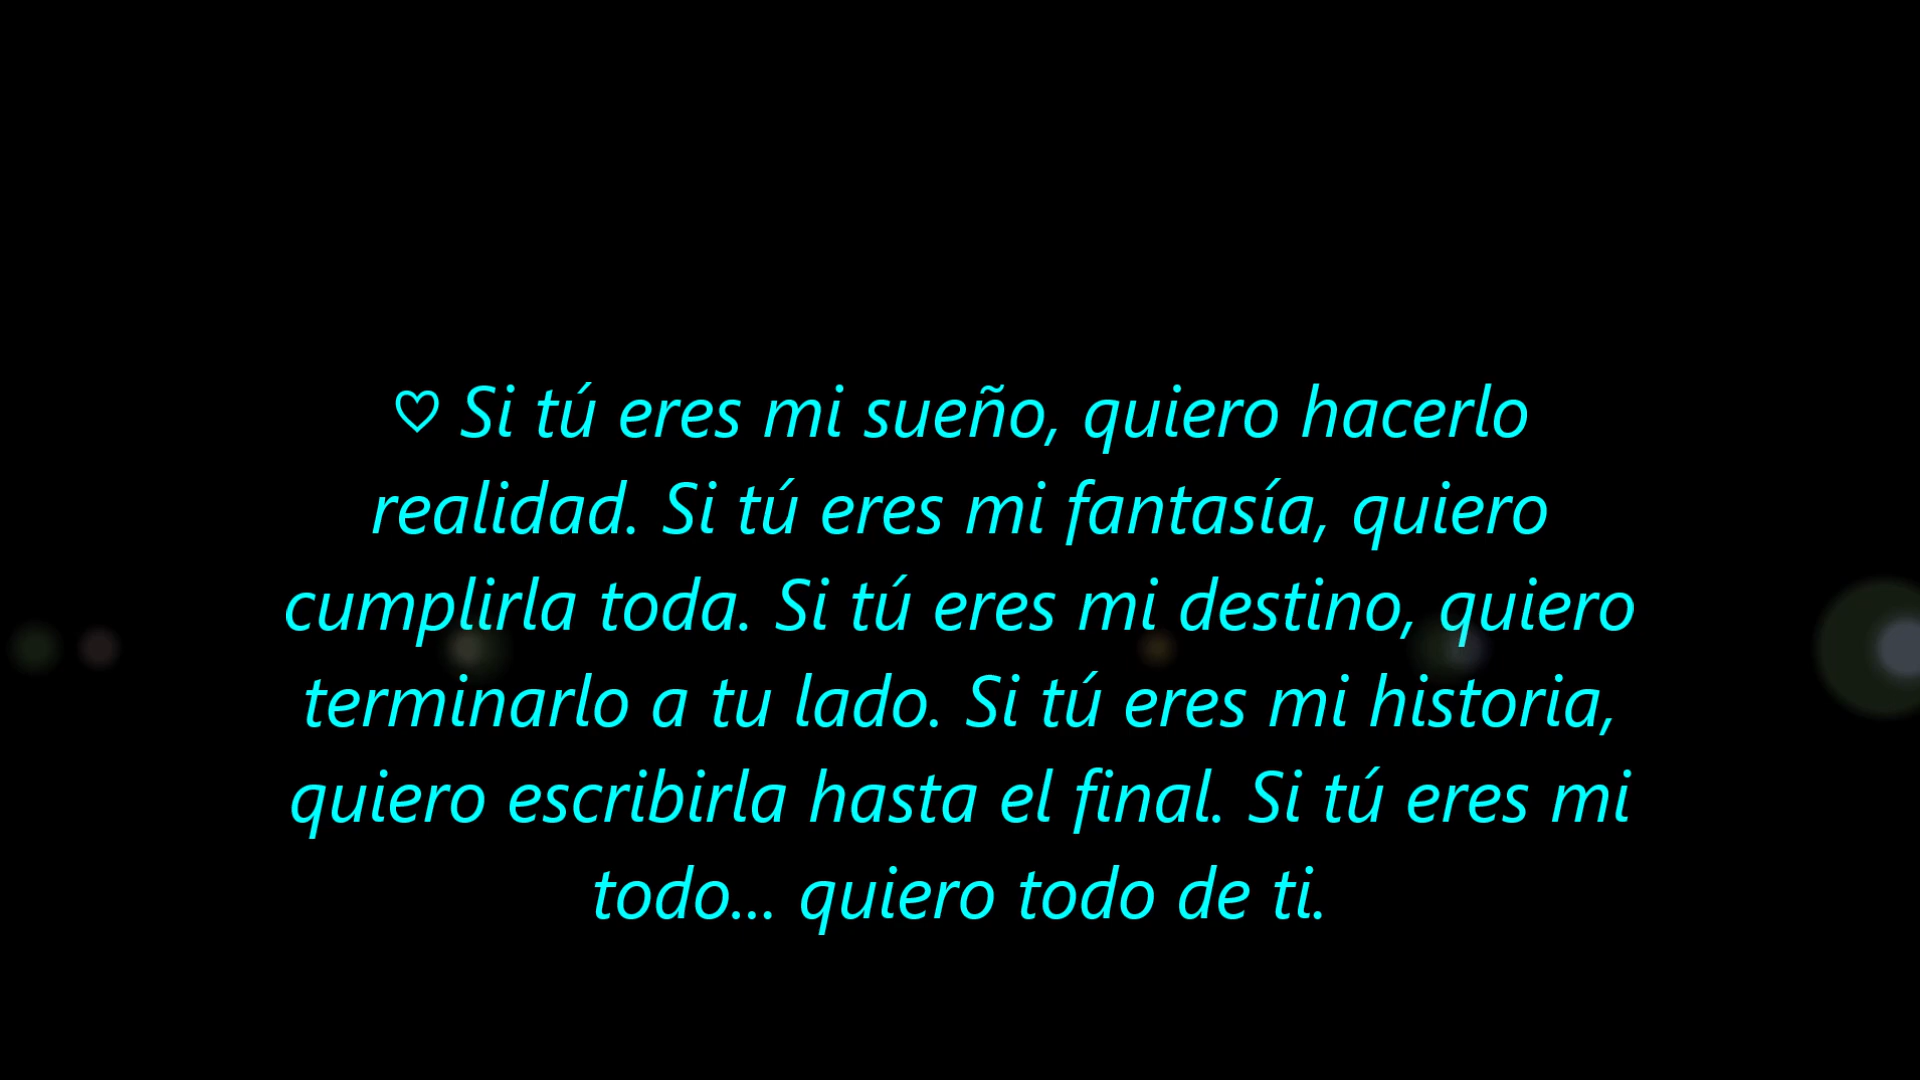 ♡ Si tú eres mi sueño, quiero hacerlo
realidad. Si tú eres mi fantasía, quiero
cumplirla toda. Si tú eres mi destino, quiero
terminarlo a tu lado. Si tú eres mi historia,
quiero escribirla hasta el final. Si tú eres mi
todo... quiero todo de ti.